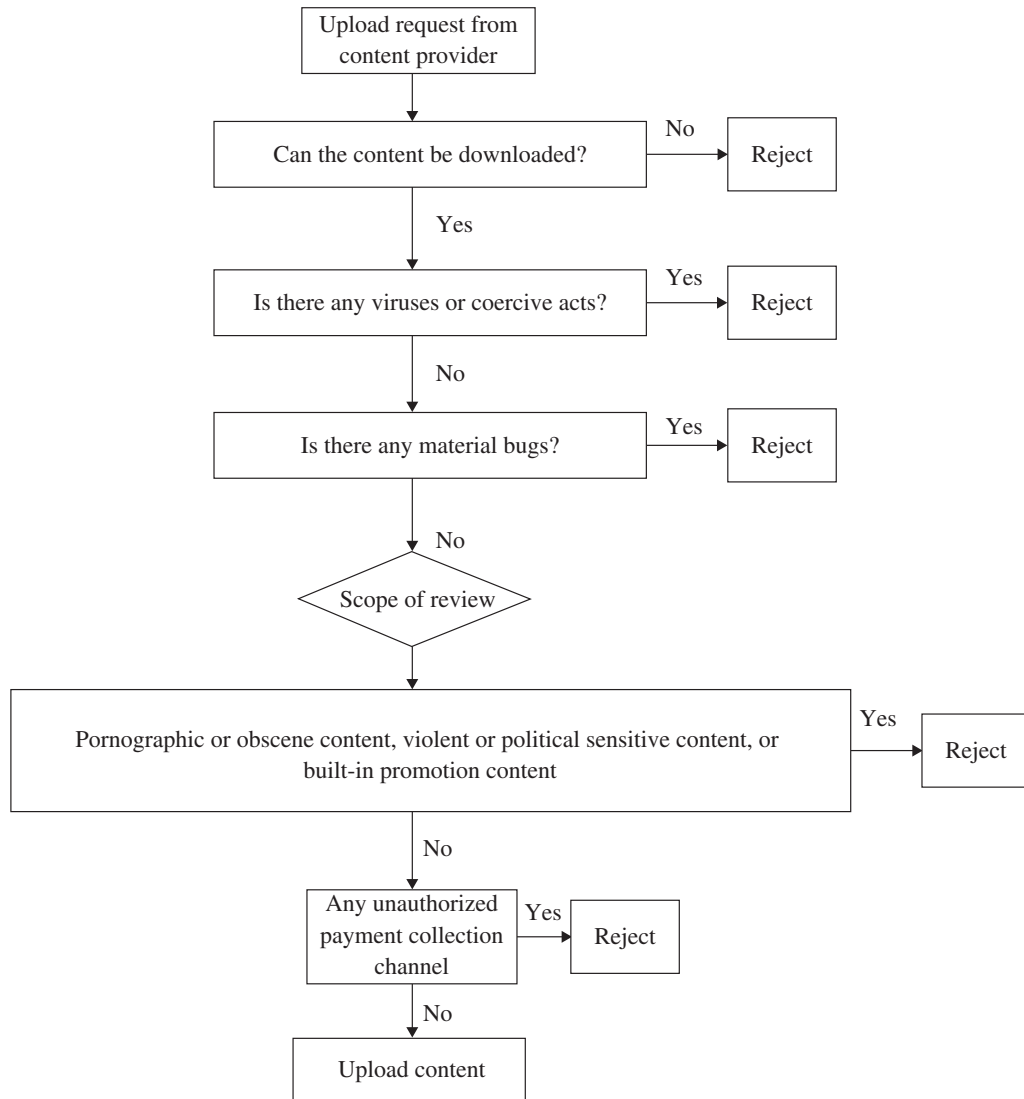 Upload request from
content provider
Can the content be downloaded?
No
Reject
Yes
Is there any viruses or coercive acts?
Yes
Reject
No
Is there any material bugs?
Yes
Reject
No
Scope of review
Pornographic or obscene content, violent or political sensitive content, or
built-in promotion content
Yes
Reject
No
Any unauthorized
payment collection
channel
Yes
Reject
No
Upload content